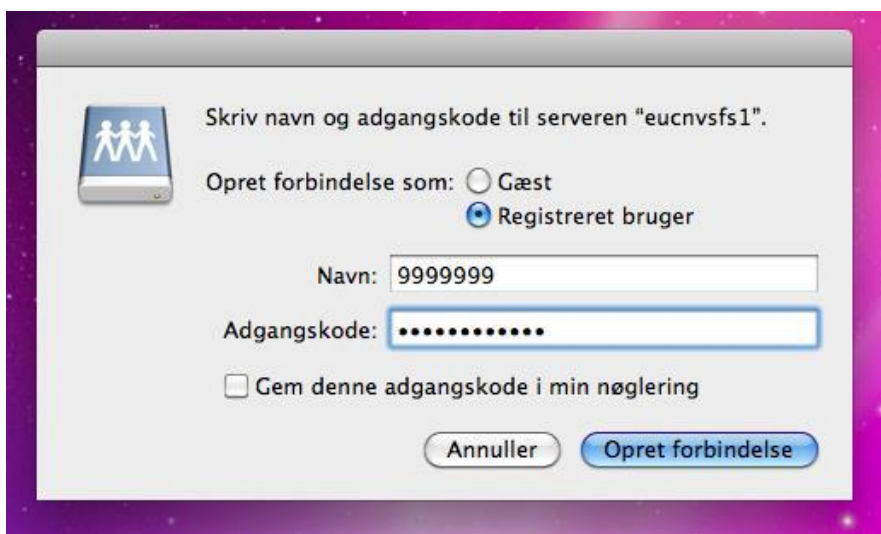 Skriv navn og adgangskode til serveren “eucnvsfs1”.
Opret forbindelse som: Gæst
Registreret bruger
Navn: 9999999
Adgangskode: ••••••••••••
Gem denne adgangskode i min nøglering
Annuller Opret forbindelse